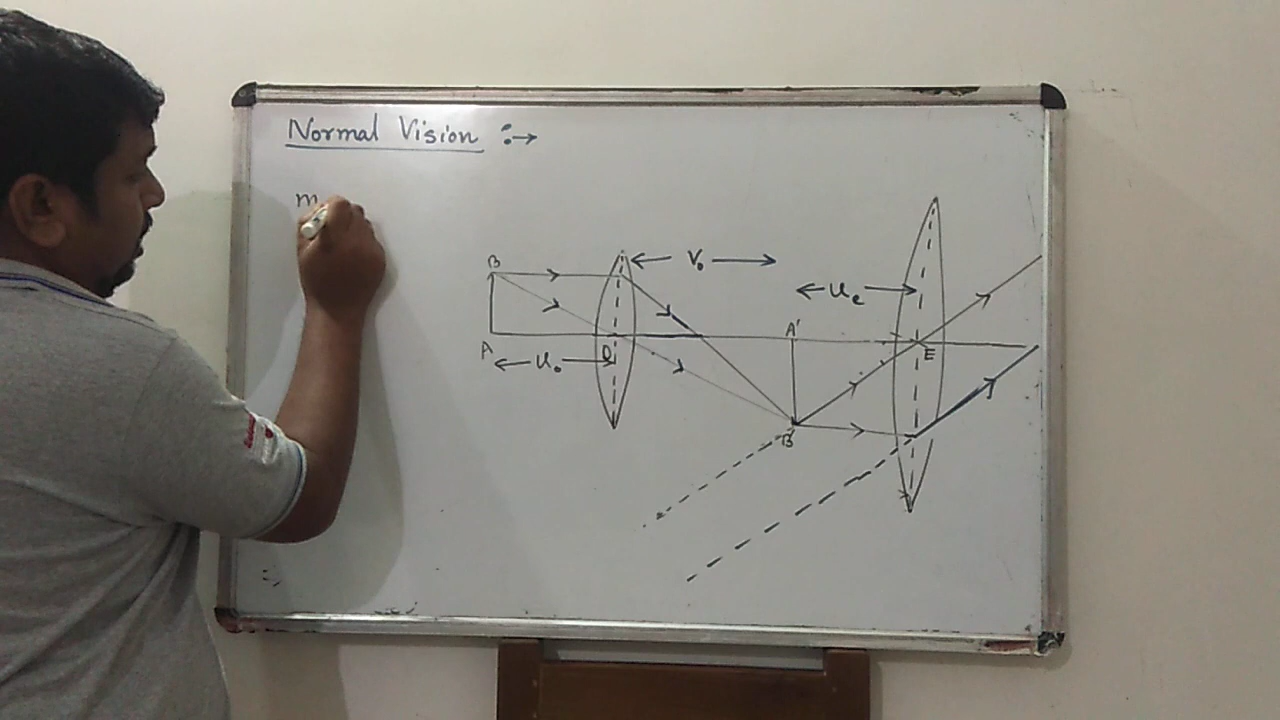 Normal Vision :→
m
B
V₀
uₑ
A'
A
u₀
O
E
B'